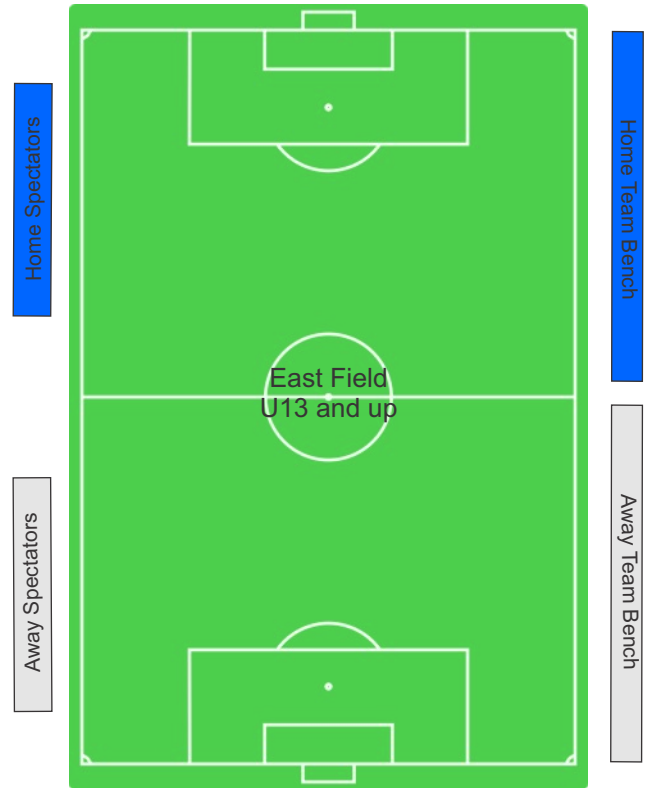 Home Spectators
Home Team Bench
East Field
U13 and up
Away Spectators
Away Team Bench